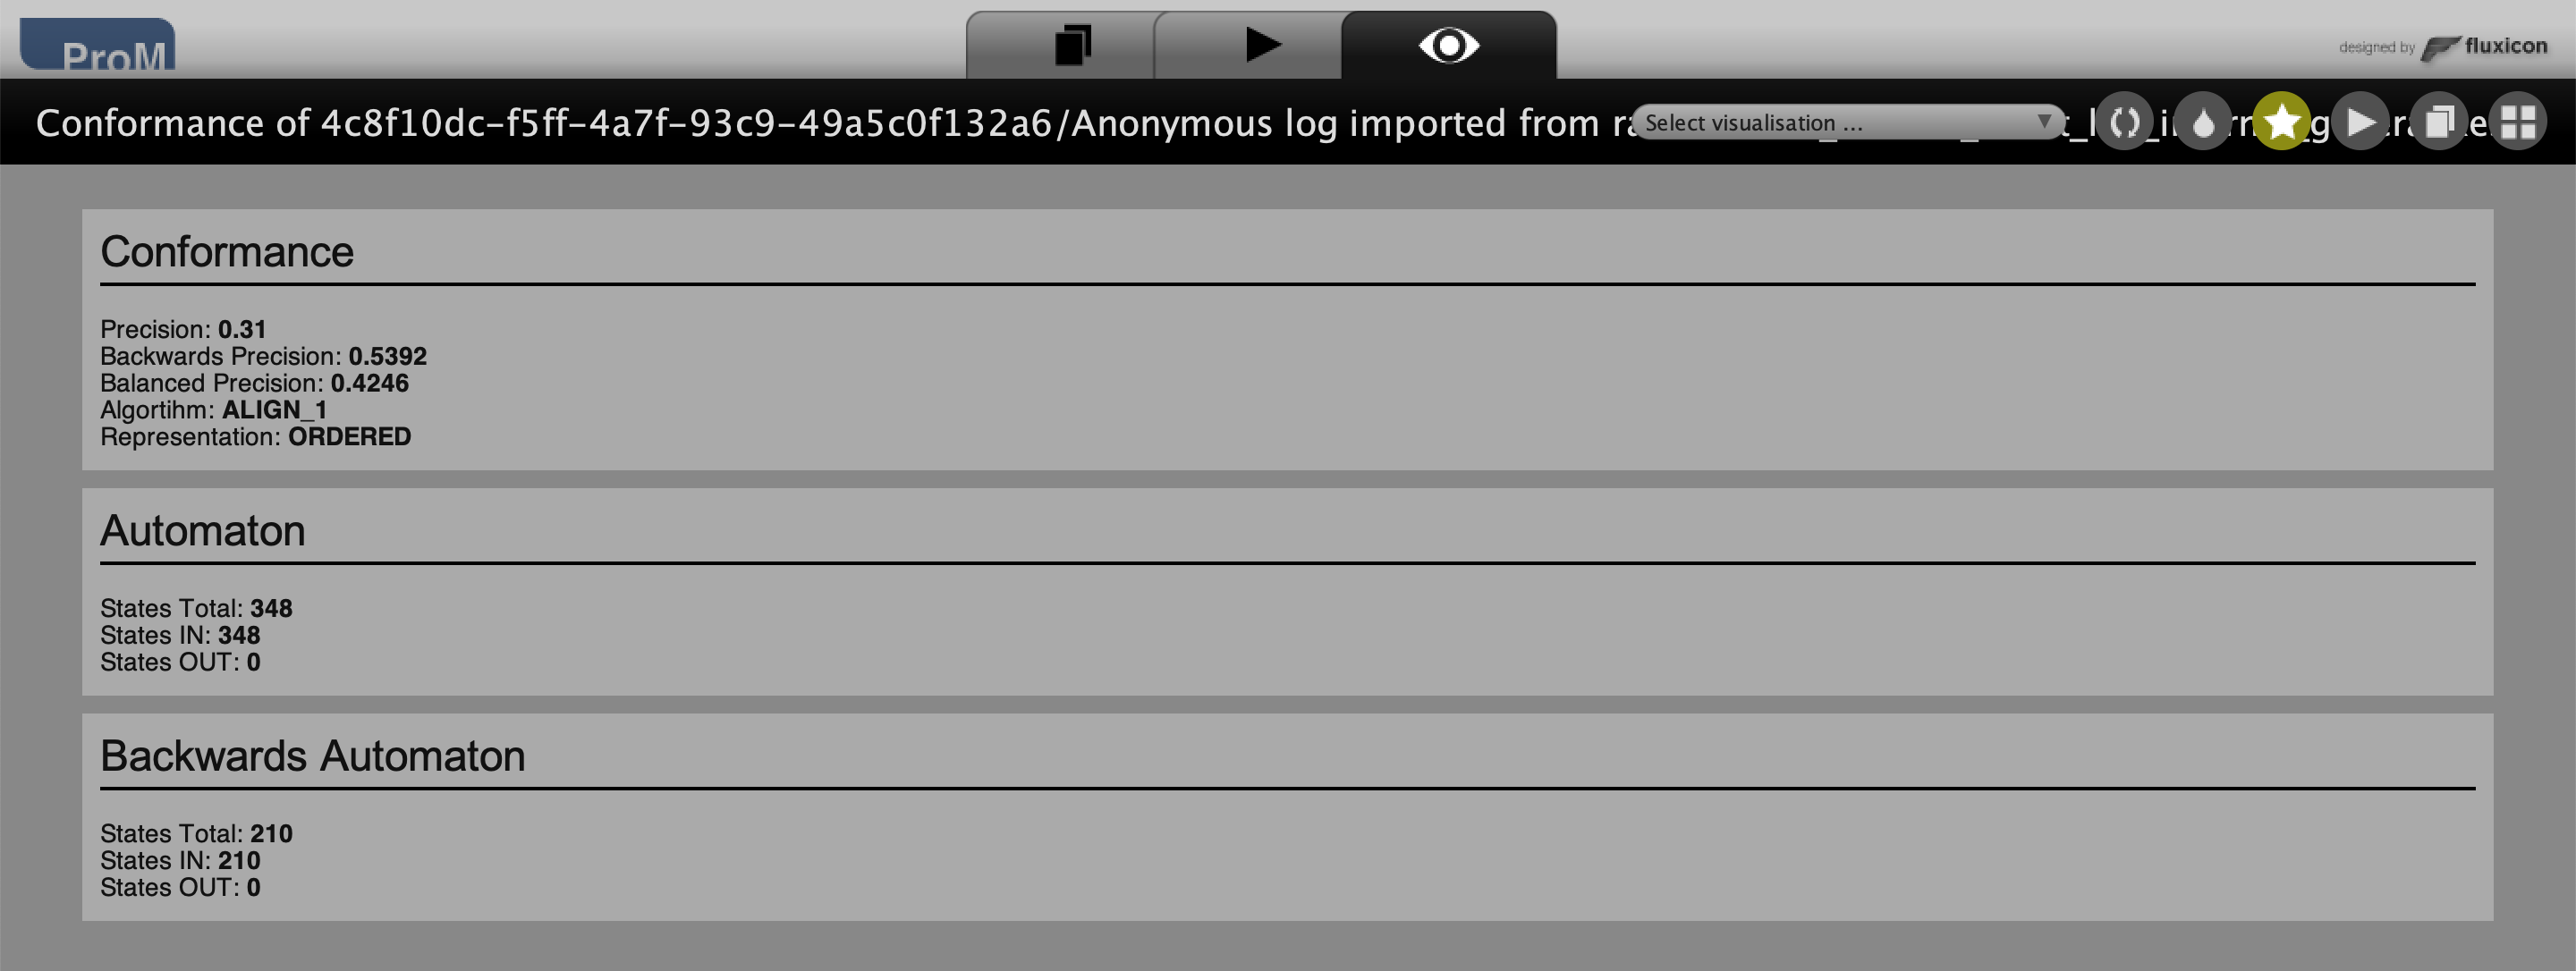 ProM
designed by fluxicon
Conformance of 4c8f10dc-f5ff-4a7f-93c9-49a5c0f132a6/Anonymous log imported from
Select visualisation ...
Conformance
Precision: 0.31
Backwards Precision: 0.5392
Balanced Precision: 0.4246
Algortihm: ALIGN_1
Representation: ORDERED
Automaton
States Total: 348
States IN: 348
States OUT: 0
Backwards Automaton
States Total: 210
States IN: 210
States OUT: 0